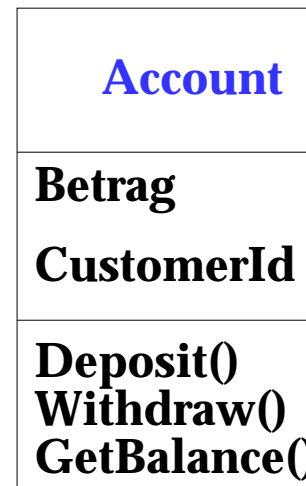 Account
Betrag
CustomerId
Deposit()
Withdraw()
GetBalance()